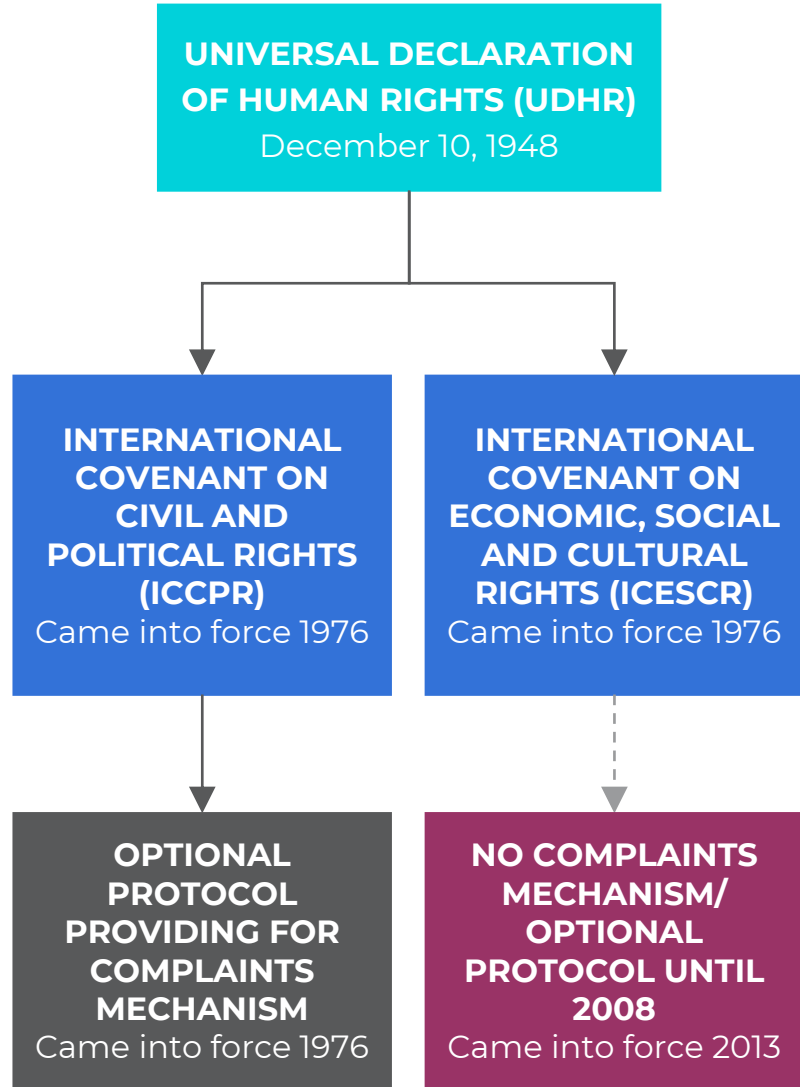 UNIVERSAL DECLARATION
OF HUMAN RIGHTS (UDHR)
December 10, 1948
INTERNATIONAL
COVENANT ON
CIVIL AND
POLITICAL RIGHTS
(ICCPR)
Came into force 1976
INTERNATIONAL
COVENANT ON
ECONOMIC, SOCIAL
AND CULTURAL
RIGHTS (ICESCR)
Came into force 1976
OPTIONAL
PROTOCOL
PROVIDING FOR
COMPLAINTS
MECHANISM
Came into force 1976
NO COMPLAINTS
MECHANISM/
OPTIONAL
PROTOCOL UNTIL
2008
Came into force 2013